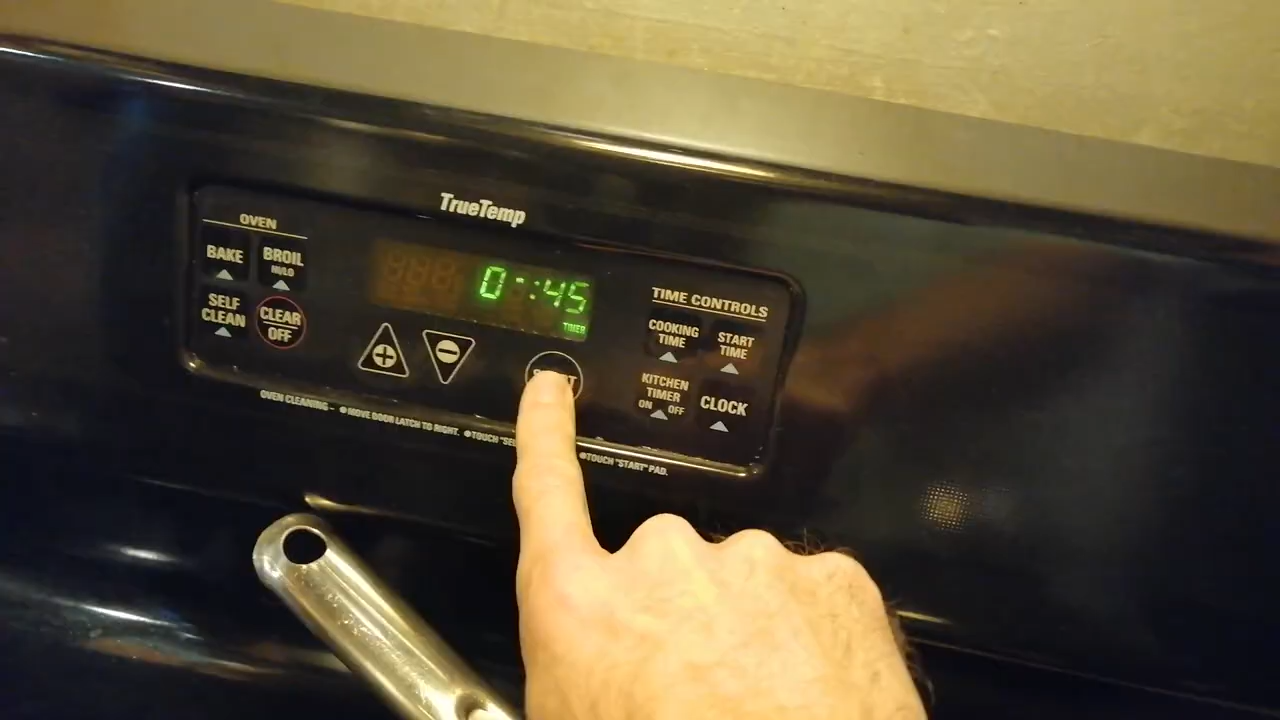 TrueTemp
OVEN
BAKE
BROIL
HI/LO
SELF
CLEAN
CLEAR
OFF
0:45
TIMER
TIME CONTROLS
COOKING
TIME
START
TIME
KITCHEN
TIMER
ON OFF
CLOCK
OVEN CLEANING - ●MOVE DOOR LATCH TO RIGHT. ●TOUCH "SEL
●TOUCH "START" PAD.